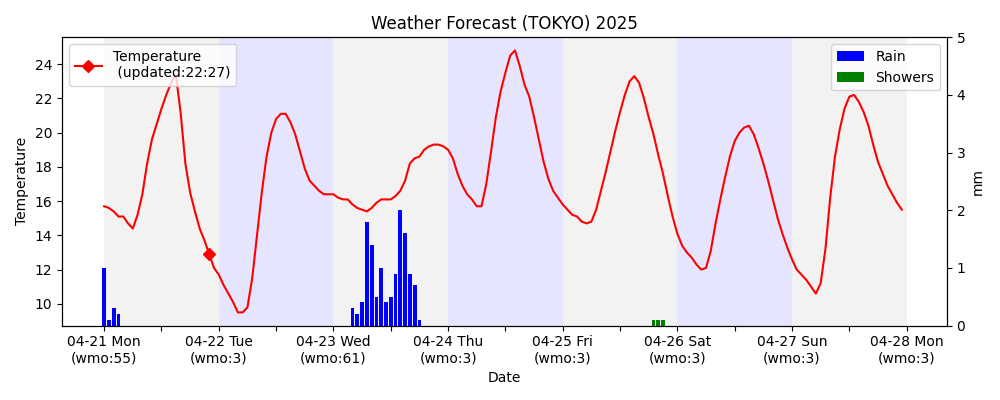 Weather Forecast (TOKYO) 2025
Temperature
(updated:22:27)
Rain
Showers
Temperature
24
22
20
18
16
14
12
10
5
4
3
2
1
0
mm
04-21 Mon
(wmo:55)
04-22 Tue
(wmo:3)
04-23 Wed
(wmo:61)
04-24 Thu
(wmo:3)
04-25 Fri
(wmo:3)
04-26 Sat
(wmo:3)
04-27 Sun
(wmo:3)
04-28 Mon
(wmo:3)
Date